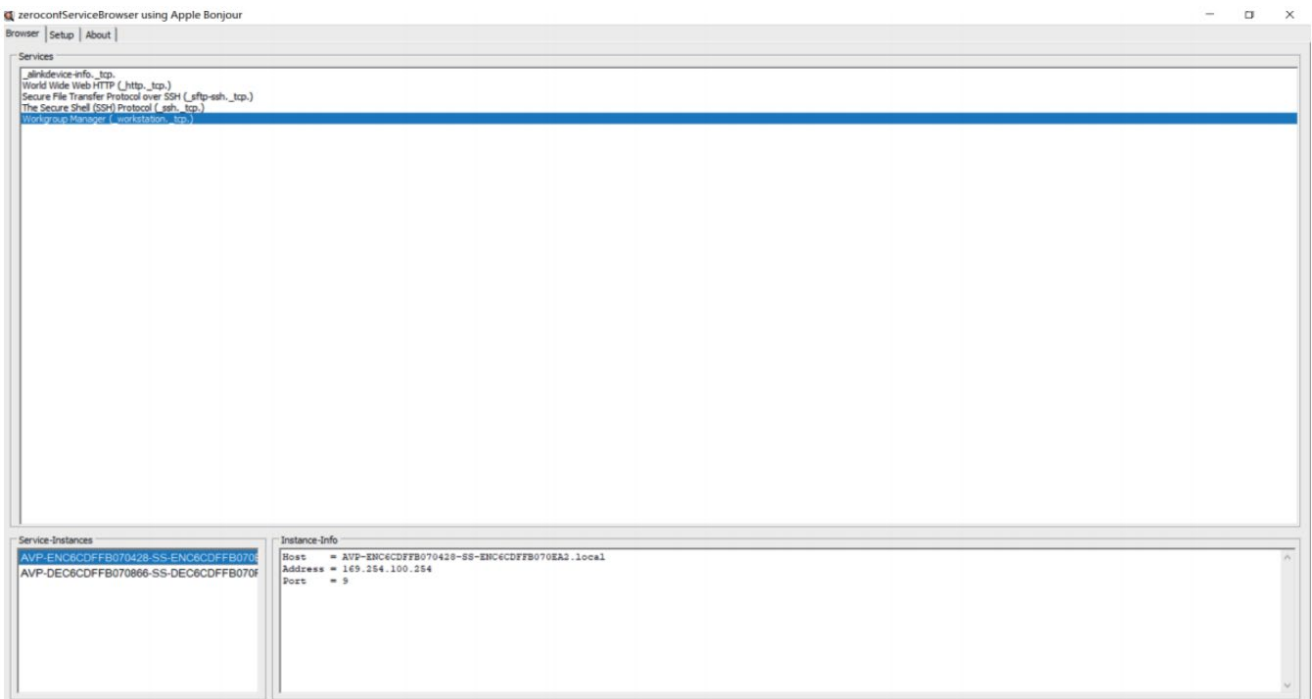 zeroconfServiceBrowser using Apple Bonjour
Browser Setup About
Services
_alinkdevice-info._tcp.
World Wide Web HTTP (_http._tcp.)
Secure File Transfer Protocol over SSH (_sftp-ssh._tcp.)
The Secure Shell (SSH) Protocol (_ssh._tcp.)
Workgroup Manager (_workstation._tcp.)
Service-Instances
AVP-ENC6CDFFB070428-SS-ENC6CDFFB070E
AVP-DEC6CDFFB070866-SS-DEC6CDFFB070F
Instance-Info
Host = AVP-ENC6CDFFB070428-SS-ENC6CDFFB070EA2.local
Address = 169.254.100.254
Port = 9